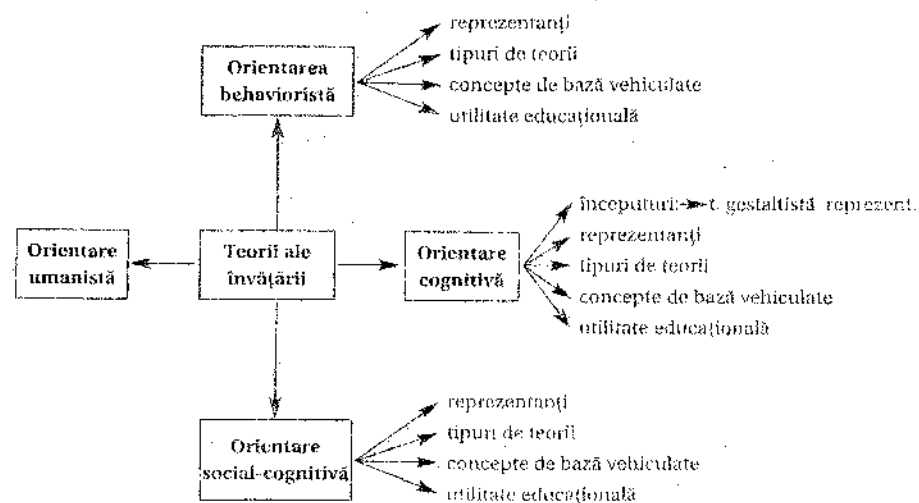 reprezentanți
tipuri de teorii
Orientarea
behavioristă
concepte de bază vehiculate
utilitate educațională
începuturi: t. gestaltistă reprezent.
Orientare
umanistă
Teorii ale
învățării
Orientare
cognitivă
reprezentanți
tipuri de teorii
concepte de bază vehiculate
utilitate educațională
reprezentanți
tipuri de teorii
Orientare
social-cognitivă
concepte de bază vehiculate
utilitate educațională